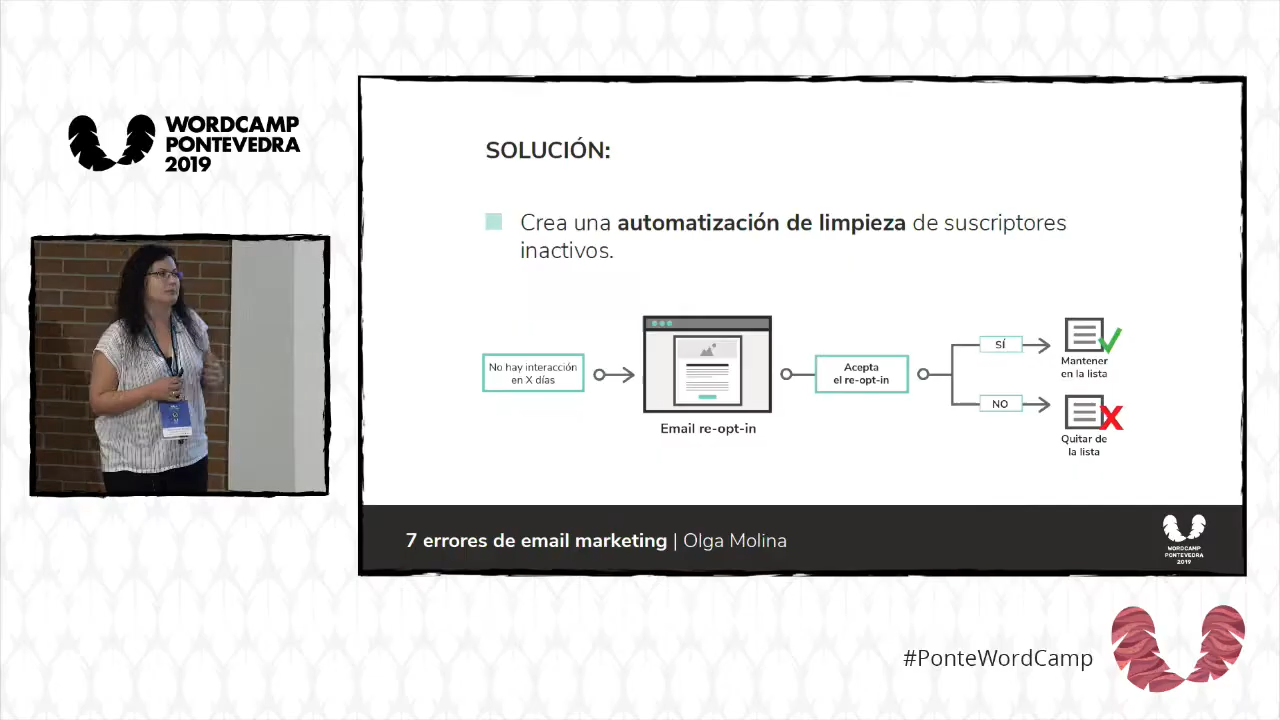 WORDCAMP
PONTEVEDRA
2019
SOLUCIÓN:
Crea una automatización de limpieza de suscriptores
inactivos.
No hay interacción
en X días
Email re-opt-in
Acepta
el re-opt-in
SÍ
Mantener
en la lista
NO
Quitar de
la lista
7 errores de email marketing | Olga Molina
WORDCAMP
PONTEVEDRA
2019
#PonteWordCamp